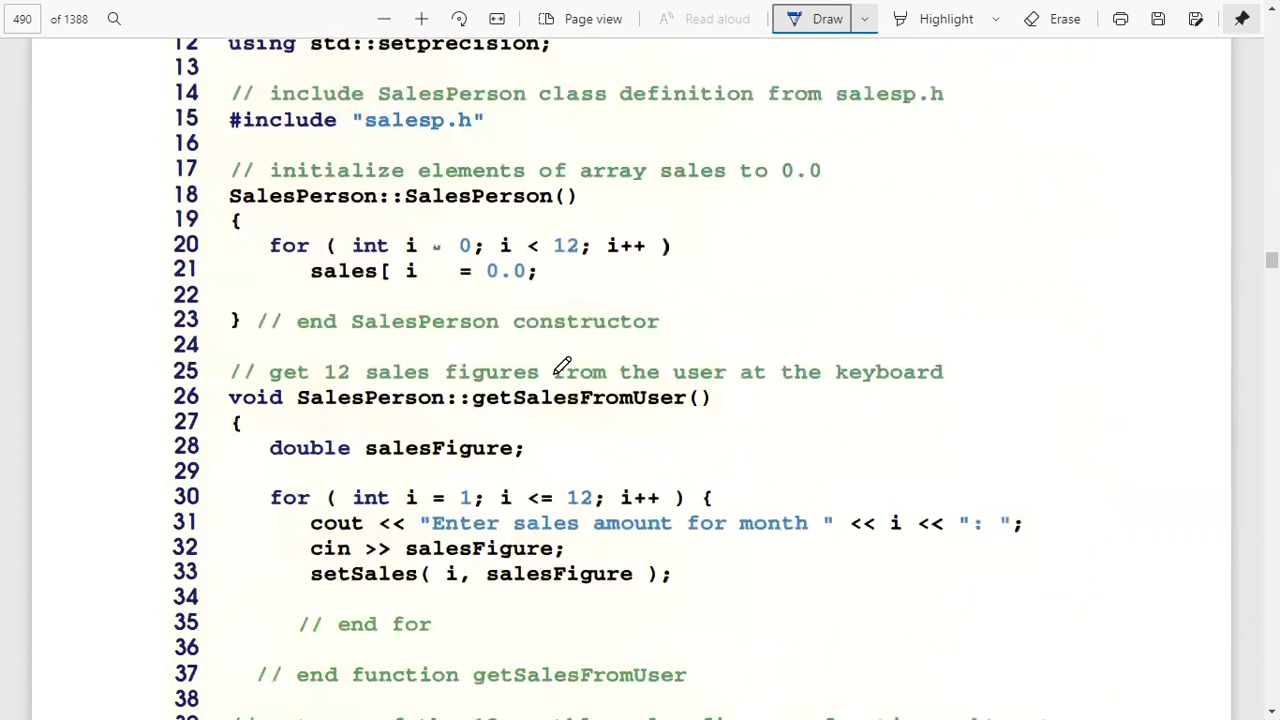 490 of 1388 Page view Read aloud Draw Highlight Erase
12 using std::setprecision;
13
14 // include SalesPerson class definition from salesp.h
15 #include "salesp.h"
16
17 // initialize elements of array sales to 0.0
18 SalesPerson::SalesPerson()
19 {
20 for ( int i = 0; i < 12; i++ )
21 sales[ i = 0.0;
22
23 } // end SalesPerson constructor
24
25 // get 12 sales figures from the user at the keyboard
26 void SalesPerson::getSalesFromUser()
27 {
28 double salesFigure;
29
30 for ( int i = 1; i <= 12; i++ ) {
31 cout << "Enter sales amount for month " << i << ": ";
32 cin >> salesFigure;
33 setSales( i, salesFigure );
34
35 // end for
36
37 // end function getSalesFromUser
38